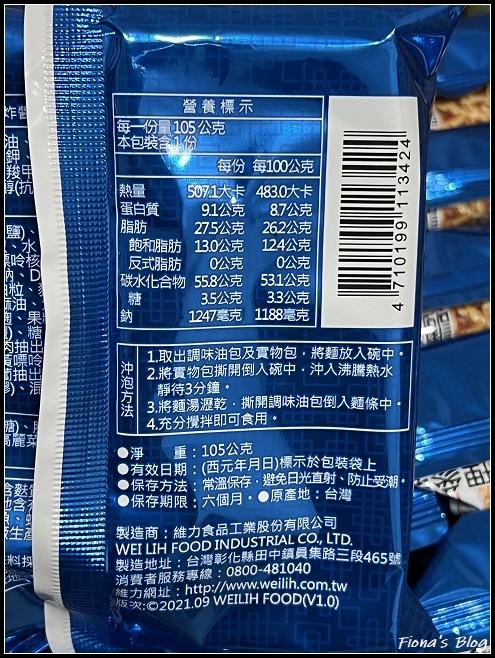 營養標示
每一份量105公克
本包裝含1份
每份 每100公克
熱量 507.1大卡 483.0大卡
蛋白質 9.1公克 8.7公克
脂肪 27.5公克 26.2公克
飽和脂肪 13.0公克 12.4公克
反式脂肪 0公克 0公克
碳水化合物 55.8公克 53.1公克
糖 3.5公克 3.3公克
鈉 1247毫克 1188毫克
4 710199 113424
沖泡方法
1.取出調味油包及實物包，將麵放入碗中。
2.將實物包撕開倒入碗中，沖入沸騰熱水
靜待3分鐘。
3.將麵湯瀝乾，撕開調味油包倒入麵條中。
4.充分攪拌即可食用。
●淨 重：105公克
●有效日期：(西元年月日)標示於包裝袋上
●保存方法：常溫保存，避免日光直射、防止受潮。
●保存期限：六個月。●原產地：台灣
製造商：維力食品工業股份有限公司
WEI LIH FOOD INDUSTRIAL CO., LTD.
製造地址：台灣彰化縣田中鎮員集路三段465號
消費者服務專線：0800-481040
維力網址：http://www.weilih.com.tw
版次:©2021.09 WEILIH FOOD(V1.0)
Fiona's Blog